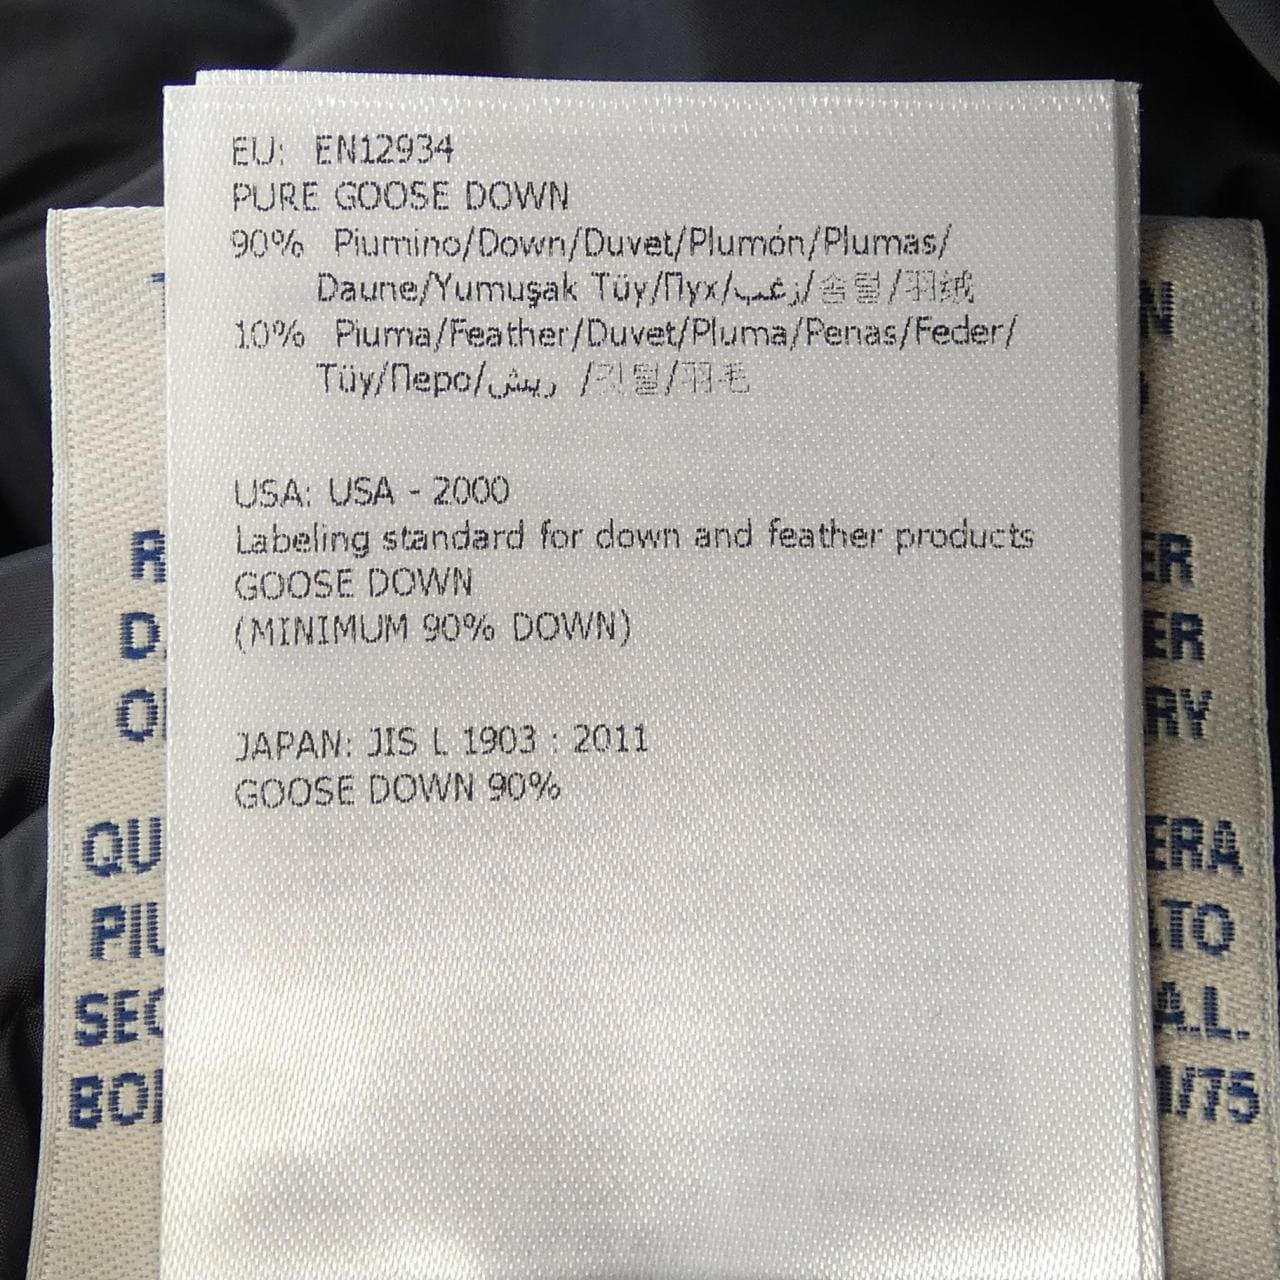 EU: EN12934
PURE GOOSE DOWN
90% Piumino/Down/Duvet/Plumón/Plumas/
Daune/Yumuşak Tüy/Пух/زغب/솜털/羽绒
10% Piuma/Feather/Duvet/Pluma/Penas/Feder/
Tüy/Перо/ريش /깃털/羽毛
USA: USA - 2000
Labeling standard for down and feather products
GOOSE DOWN
(MINIMUM 90% DOWN)
JAPAN: JIS L 1903 : 2011
GOOSE DOWN 90%